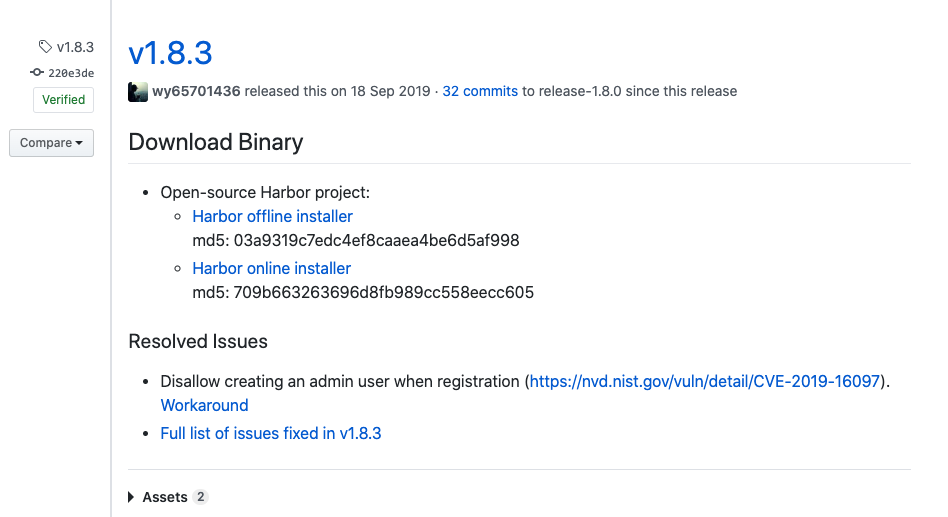 v1.8.3
220e3de
Verified
Compare
v1.8.3
wy65701436 released this on 18 Sep 2019 · 32 commits to release-1.8.0 since this release
Download Binary
• Open-source Harbor project:
◦ Harbor offline installer
md5: 03a9319c7edc4ef8caaea4be6d5af998
◦ Harbor online installer
md5: 709b663263696d8fb989cc558eecc605
Resolved Issues
• Disallow creating an admin user when registration (https://nvd.nist.gov/vuln/detail/CVE-2019-16097).
Workaround
• Full list of issues fixed in v1.8.3
Assets 2